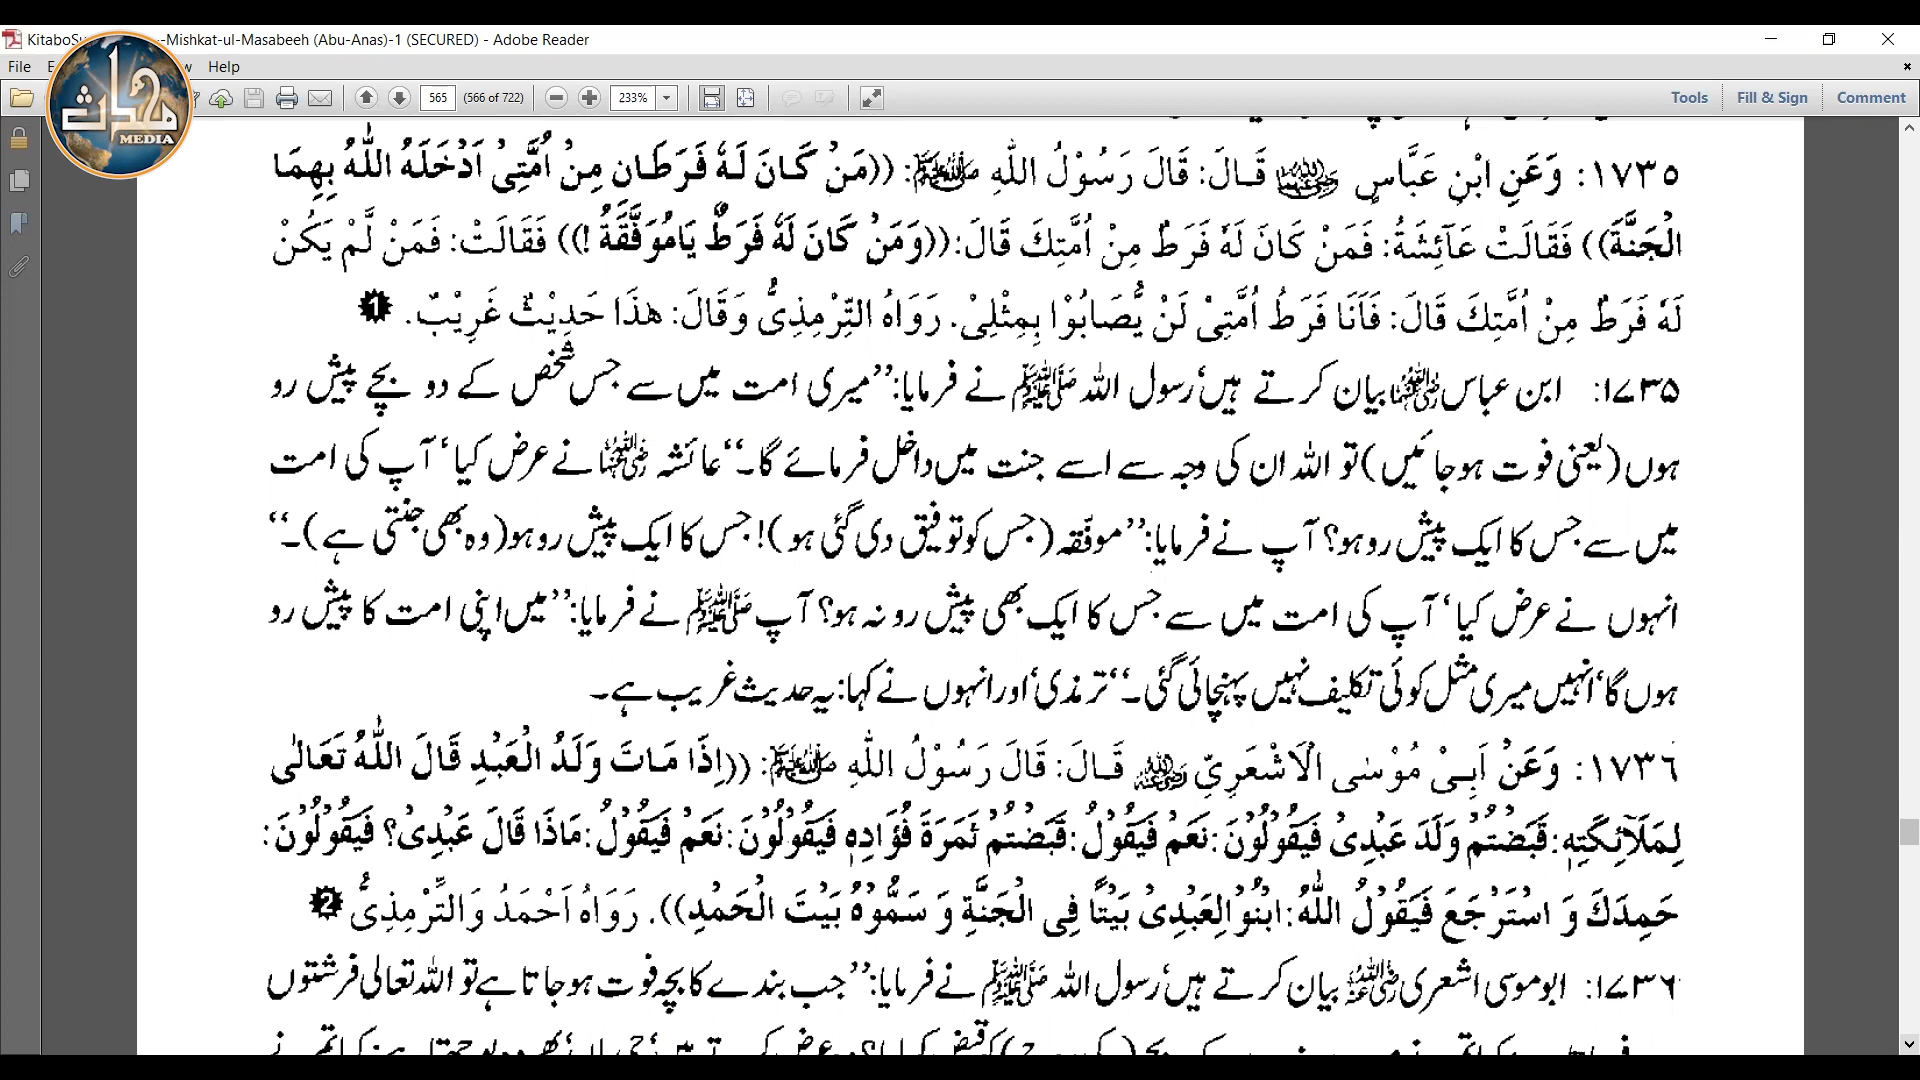 KitaboSu -Mishkat-ul-Masabeeh (Abu-Anas)-1 (SECURED) - Adobe Reader
File E w Help
565 (566 of 722) 233% Tools Fill & Sign Comment
ھدات MEDIA
١٧٣٥: وَعَنِ ابْنِ عَبَّاسٍ ؓ قَالَ: قَالَ رَسُوْلُ اللّٰهِ ﷺ: ((مَنْ كَانَ لَهٗ فَرَطَانِ مِنْ اُمَّتِيْ اَدْخَلَهُ اللّٰهُ بِهِمَا
الْجَنَّةَ)) فَقَالَتْ عَآئِشَةُ: فَمَنْ كَانَ لَهٗ فَرَطٌ مِنْ اُمَّتِكَ قَالَ: ((وَمَنْ كَانَ لَهٗ فَرَطٌ يَامُوَفَّقَةُ!)) فَقَالَتْ: فَمَنْ لَّمْ يَكُنْ
لَهٗ فَرَطٌ مِنْ اُمَّتِكَ قَالَ: فَاَنَا فَرَطُ اُمَّتِيْ لَنْ يُّصَابُوْا بِمِثْلِيْ. رَوَاهُ التِّرْمِذِيُّ وَقَالَ: هٰذَا حَدِيْثٌ غَرِيْبٌ. 1
۱۷۳۵: ابن عباس ؓ بیان کرتے ہیں، رسول اللہ ﷺ نے فرمایا: ’’میری امت میں سے جس شخص کے دو بچے پیش رو
ہوں (یعنی فوت ہوجائیں) تو اللہ ان کی وجہ سے اسے جنت میں داخل فرمائے گا۔‘‘ عائشہ ؓ نے عرض کیا، آپ کی امت
میں سے جس کا ایک پیش رو ہو؟ آپ نے فرمایا: ’’موفّقہ (جس کو توفیق دی گئی ہو)! جس کا ایک پیش رو ہو (وہ بھی جنتی ہے)۔‘‘
انہوں نے عرض کیا، آپ کی امت میں سے جس کا ایک بھی پیش رو نہ ہو؟ آپ ﷺ نے فرمایا: ’’میں اپنی امت کا پیش رو
ہوں گا، انہیں میری مثل کوئی تکلیف نہیں پہنچائی گئی۔‘‘ ترمذی، اور انہوں نے کہا: یہ حدیث غریب ہے۔
١٧٣٦: وَعَنْ اَبِيْ مُوْسٰى الْاَشْعَرِيِّ ؓ قَالَ: قَالَ رَسُوْلُ اللّٰهِ ﷺ: ((اِذَا مَاتَ وَلَدُ الْعَبْدِ قَالَ اللّٰهُ تَعَالٰى
لِمَلَآئِكَتِهٖ: قَبَضْتُمْ وَلَدَ عَبْدِيْ فَيَقُوْلُوْنَ: نَعَمْ فَيَقُوْلُ: قَبَضْتُمْ ثَمَرَةَ فُؤَادِهٖ فَيَقُوْلُوْنَ: نَعَمْ فَيَقُوْلُ: مَاذَا قَالَ عَبْدِيْ؟ فَيَقُوْلُوْنَ:
حَمِدَكَ وَ اسْتَرْجَعَ فَيَقُوْلُ اللّٰهُ: ابْنُوْا لِعَبْدِيْ بَيْتًا فِى الْجَنَّةِ وَ سَمُّوْهُ بَيْتَ الْحَمْدِ)). رَوَاهُ اَحْمَدُ وَالتِّرْمِذِيُّ 2
۱۷۳۶: ابوموسیٰ اشعری ؓ بیان کرتے ہیں، رسول اللہ ﷺ نے فرمایا: ’’جب بندے کا بچہ فوت ہوجاتا ہے تو اللہ تعالیٰ فرشتوں